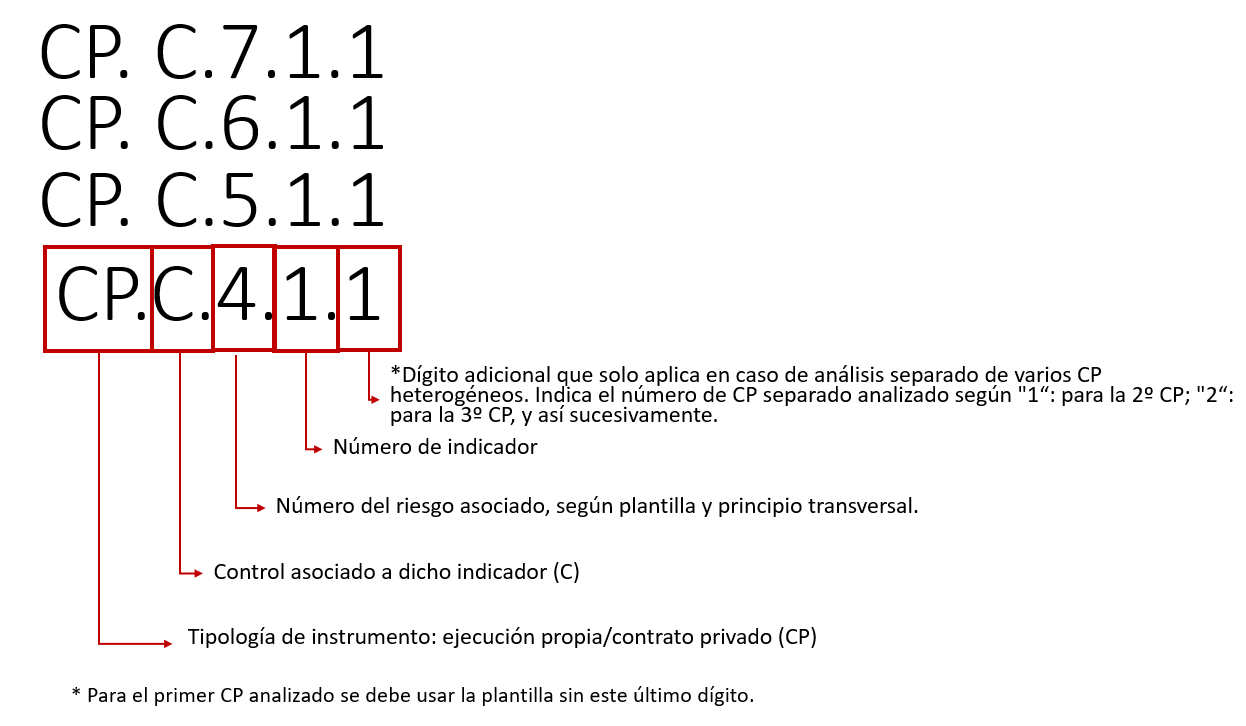 CP. C.7.1.1
CP. C.6.1.1
CP. C.5.1.1
CP.C.4.1.1
*Dígito adicional que solo aplica en caso de análisis separado de varios CP
heterogéneos. Indica el número de CP separado analizado según "1“: para la 2º CP; "2“:
para la 3º CP, y así sucesivamente.
Número de indicador
Número del riesgo asociado, según plantilla y principio transversal.
Control asociado a dicho indicador (C)
Tipología de instrumento: ejecución propia/contrato privado (CP)
* Para el primer CP analizado se debe usar la plantilla sin este último dígito.